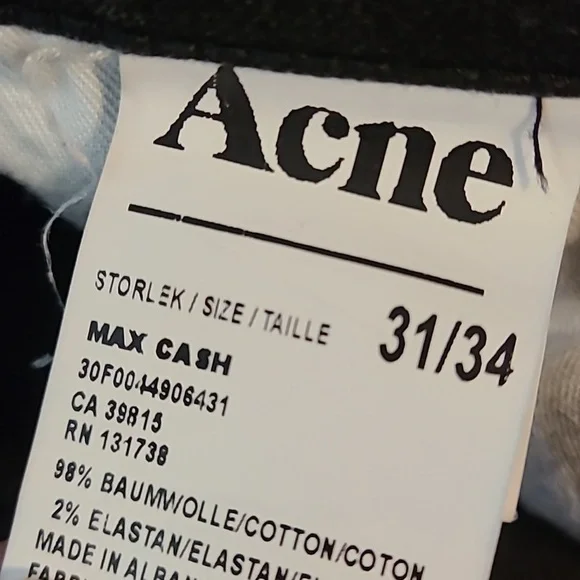 Acne
STORLEK / SIZE / TAILLE 31/34
MAX CASH
30F0044906431
CA 39815
RN 131738
98% BAUMWOLLE/COTTON/COTON
2% ELASTAN/ELASTAN/
MADE IN